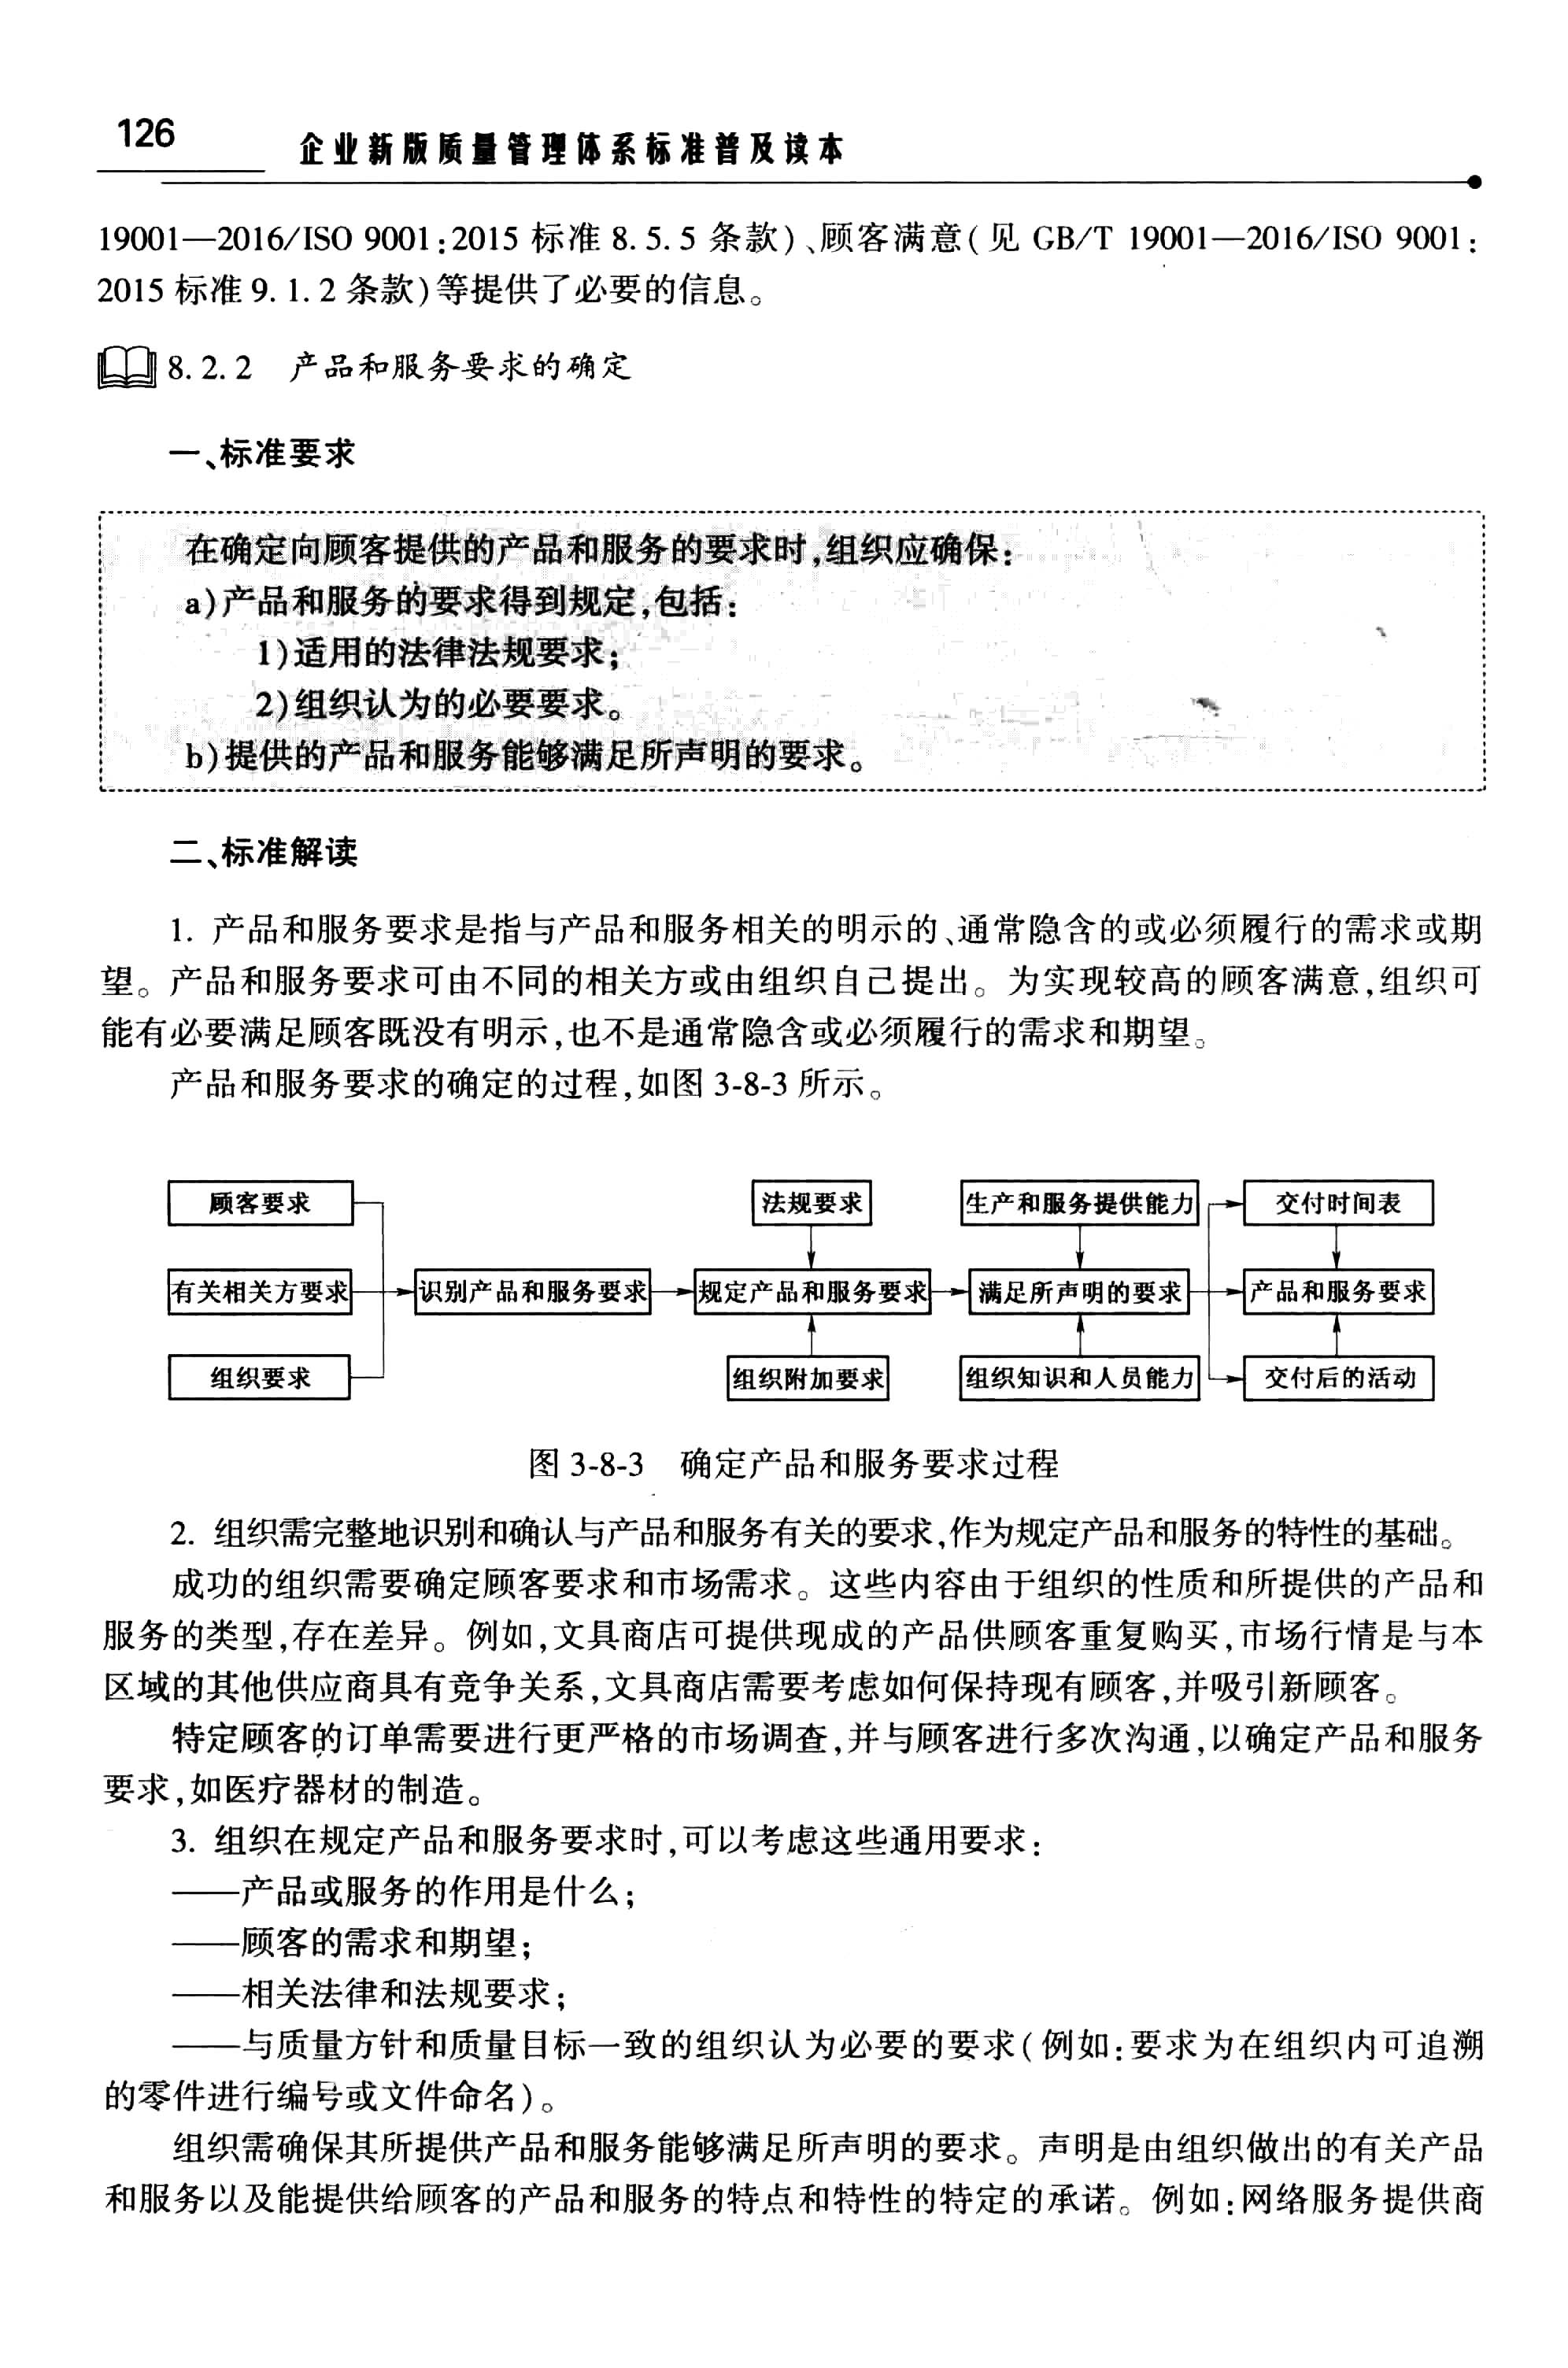 126
企业新版质量管理体系标准普及读本
19001—2016/ISO 9001:2015 标准 8.5.5 条款)、顾客满意(见 GB/T 19001—2016/ISO 9001:
2015 标准 9.1.2 条款)等提供了必要的信息。
8.2.2 产品和服务要求的确定
一、标准要求
在确定向顾客提供的产品和服务的要求时,组织应确保:
a)产品和服务的要求得到规定,包括:
1)适用的法律法规要求;
2)组织认为的必要要求。
b)提供的产品和服务能够满足所声明的要求。
二、标准解读
1. 产品和服务要求是指与产品和服务相关的明示的、通常隐含的或必须履行的需求或期
望。产品和服务要求可由不同的相关方或由组织自己提出。为实现较高的顾客满意,组织可
能有必要满足顾客既没有明示,也不是通常隐含或必须履行的需求和期望。
产品和服务要求的确定的过程,如图 3-8-3 所示。
顾客要求 法规要求 生产和服务提供能力 交付时间表
有关相关方要求 识别产品和服务要求 规定产品和服务要求 满足所声明的要求 产品和服务要求
组织要求 组织附加要求 组织知识和人员能力 交付后的活动
图 3-8-3 确定产品和服务要求过程
2. 组织需完整地识别和确认与产品和服务有关的要求,作为规定产品和服务的特性的基础。
成功的组织需要确定顾客要求和市场需求。这些内容由于组织的性质和所提供的产品和
服务的类型,存在差异。例如,文具商店可提供现成的产品供顾客重复购买,市场行情是与本
区域的其他供应商具有竞争关系,文具商店需要考虑如何保持现有顾客,并吸引新顾客。
特定顾客的订单需要进行更严格的市场调查,并与顾客进行多次沟通,以确定产品和服务
要求,如医疗器材的制造。
3. 组织在规定产品和服务要求时,可以考虑这些通用要求:
——产品或服务的作用是什么;
——顾客的需求和期望;
——相关法律和法规要求;
——与质量方针和质量目标一致的组织认为必要的要求(例如:要求为在组织内可追溯
的零件进行编号或文件命名)。
组织需确保其所提供产品和服务能够满足所声明的要求。声明是由组织做出的有关产品
和服务以及能提供给顾客的产品和服务的特点和特性的特定的承诺。例如:网络服务提供商